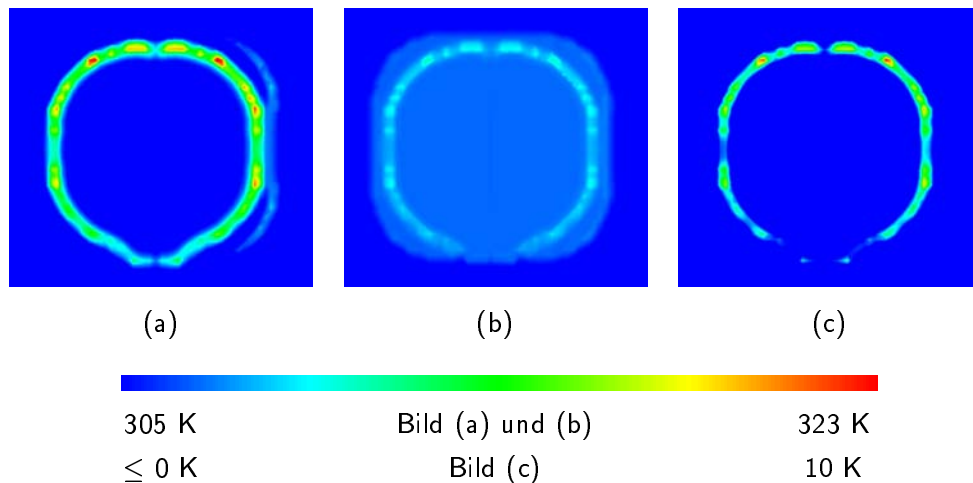 (a) (b) (c)
305 K Bild (a) und (b) 323 K
≤ 0 K Bild (c) 10 K